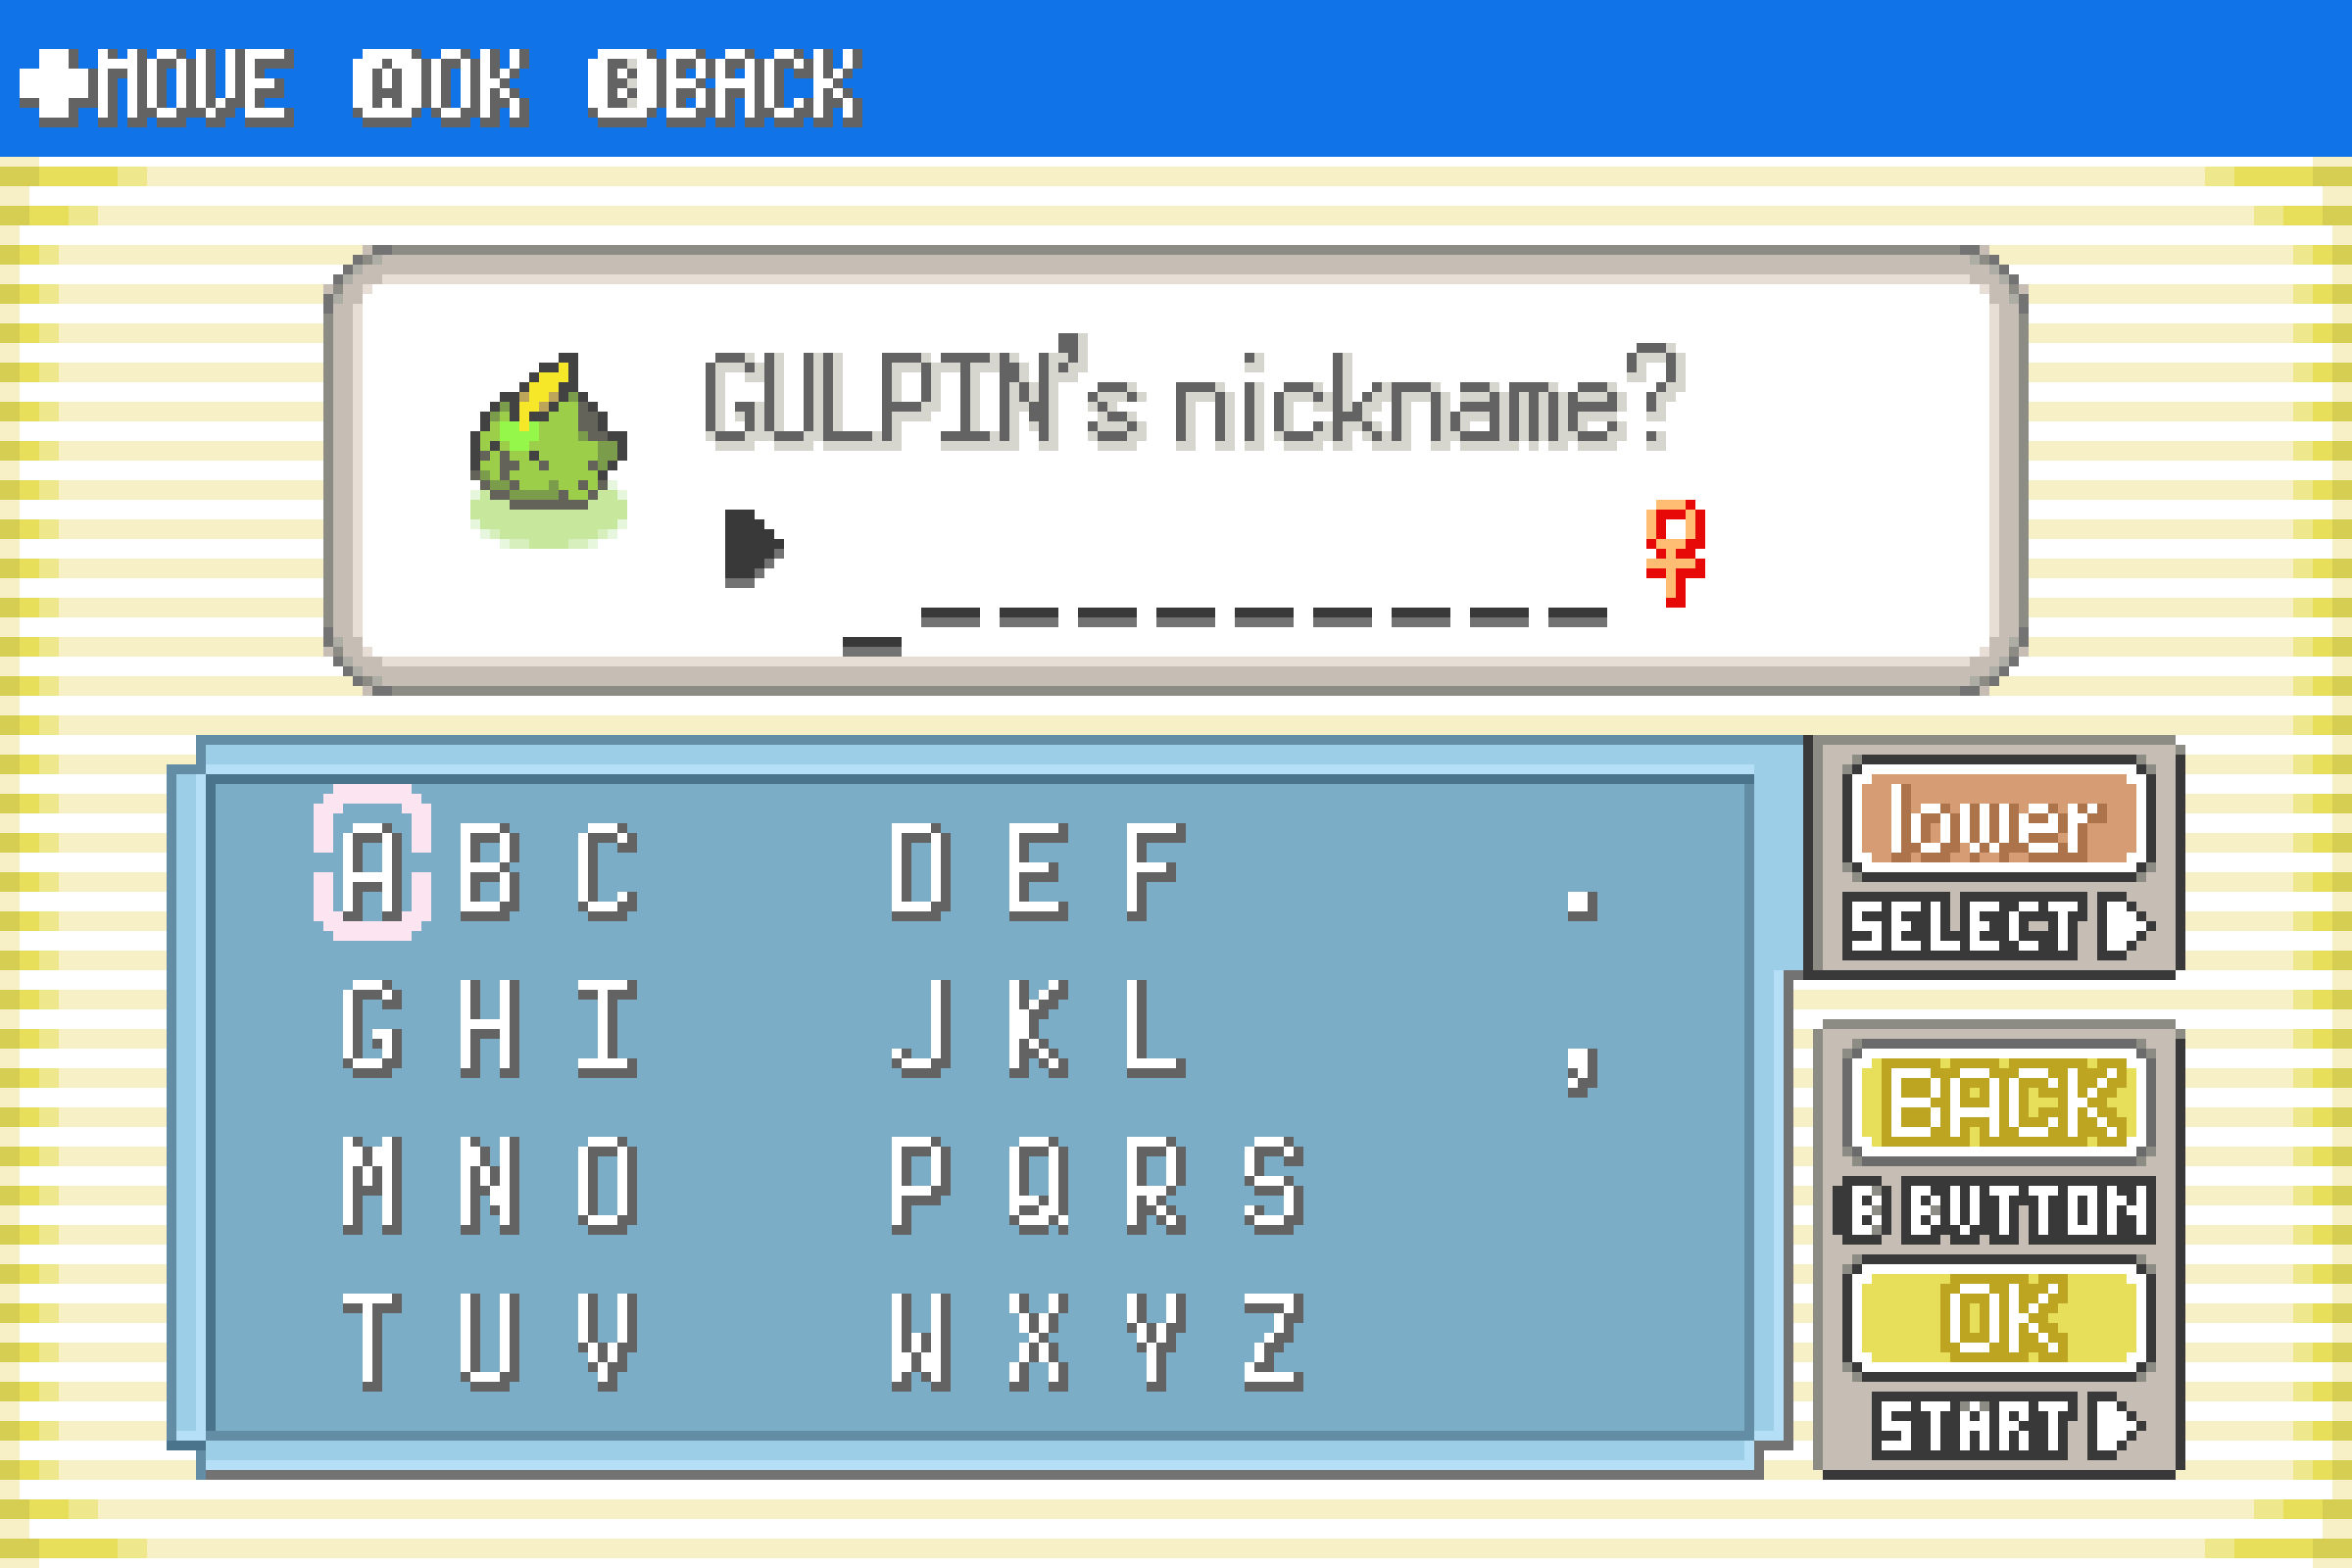 MOVE A OK B BACK
GULPIN's nickname?
♀
lower
SELECT
A B C D E F .
G H I J K L ,
M N O P Q R S
T U V W X Y Z
BACK
B BUTTON
OK
START